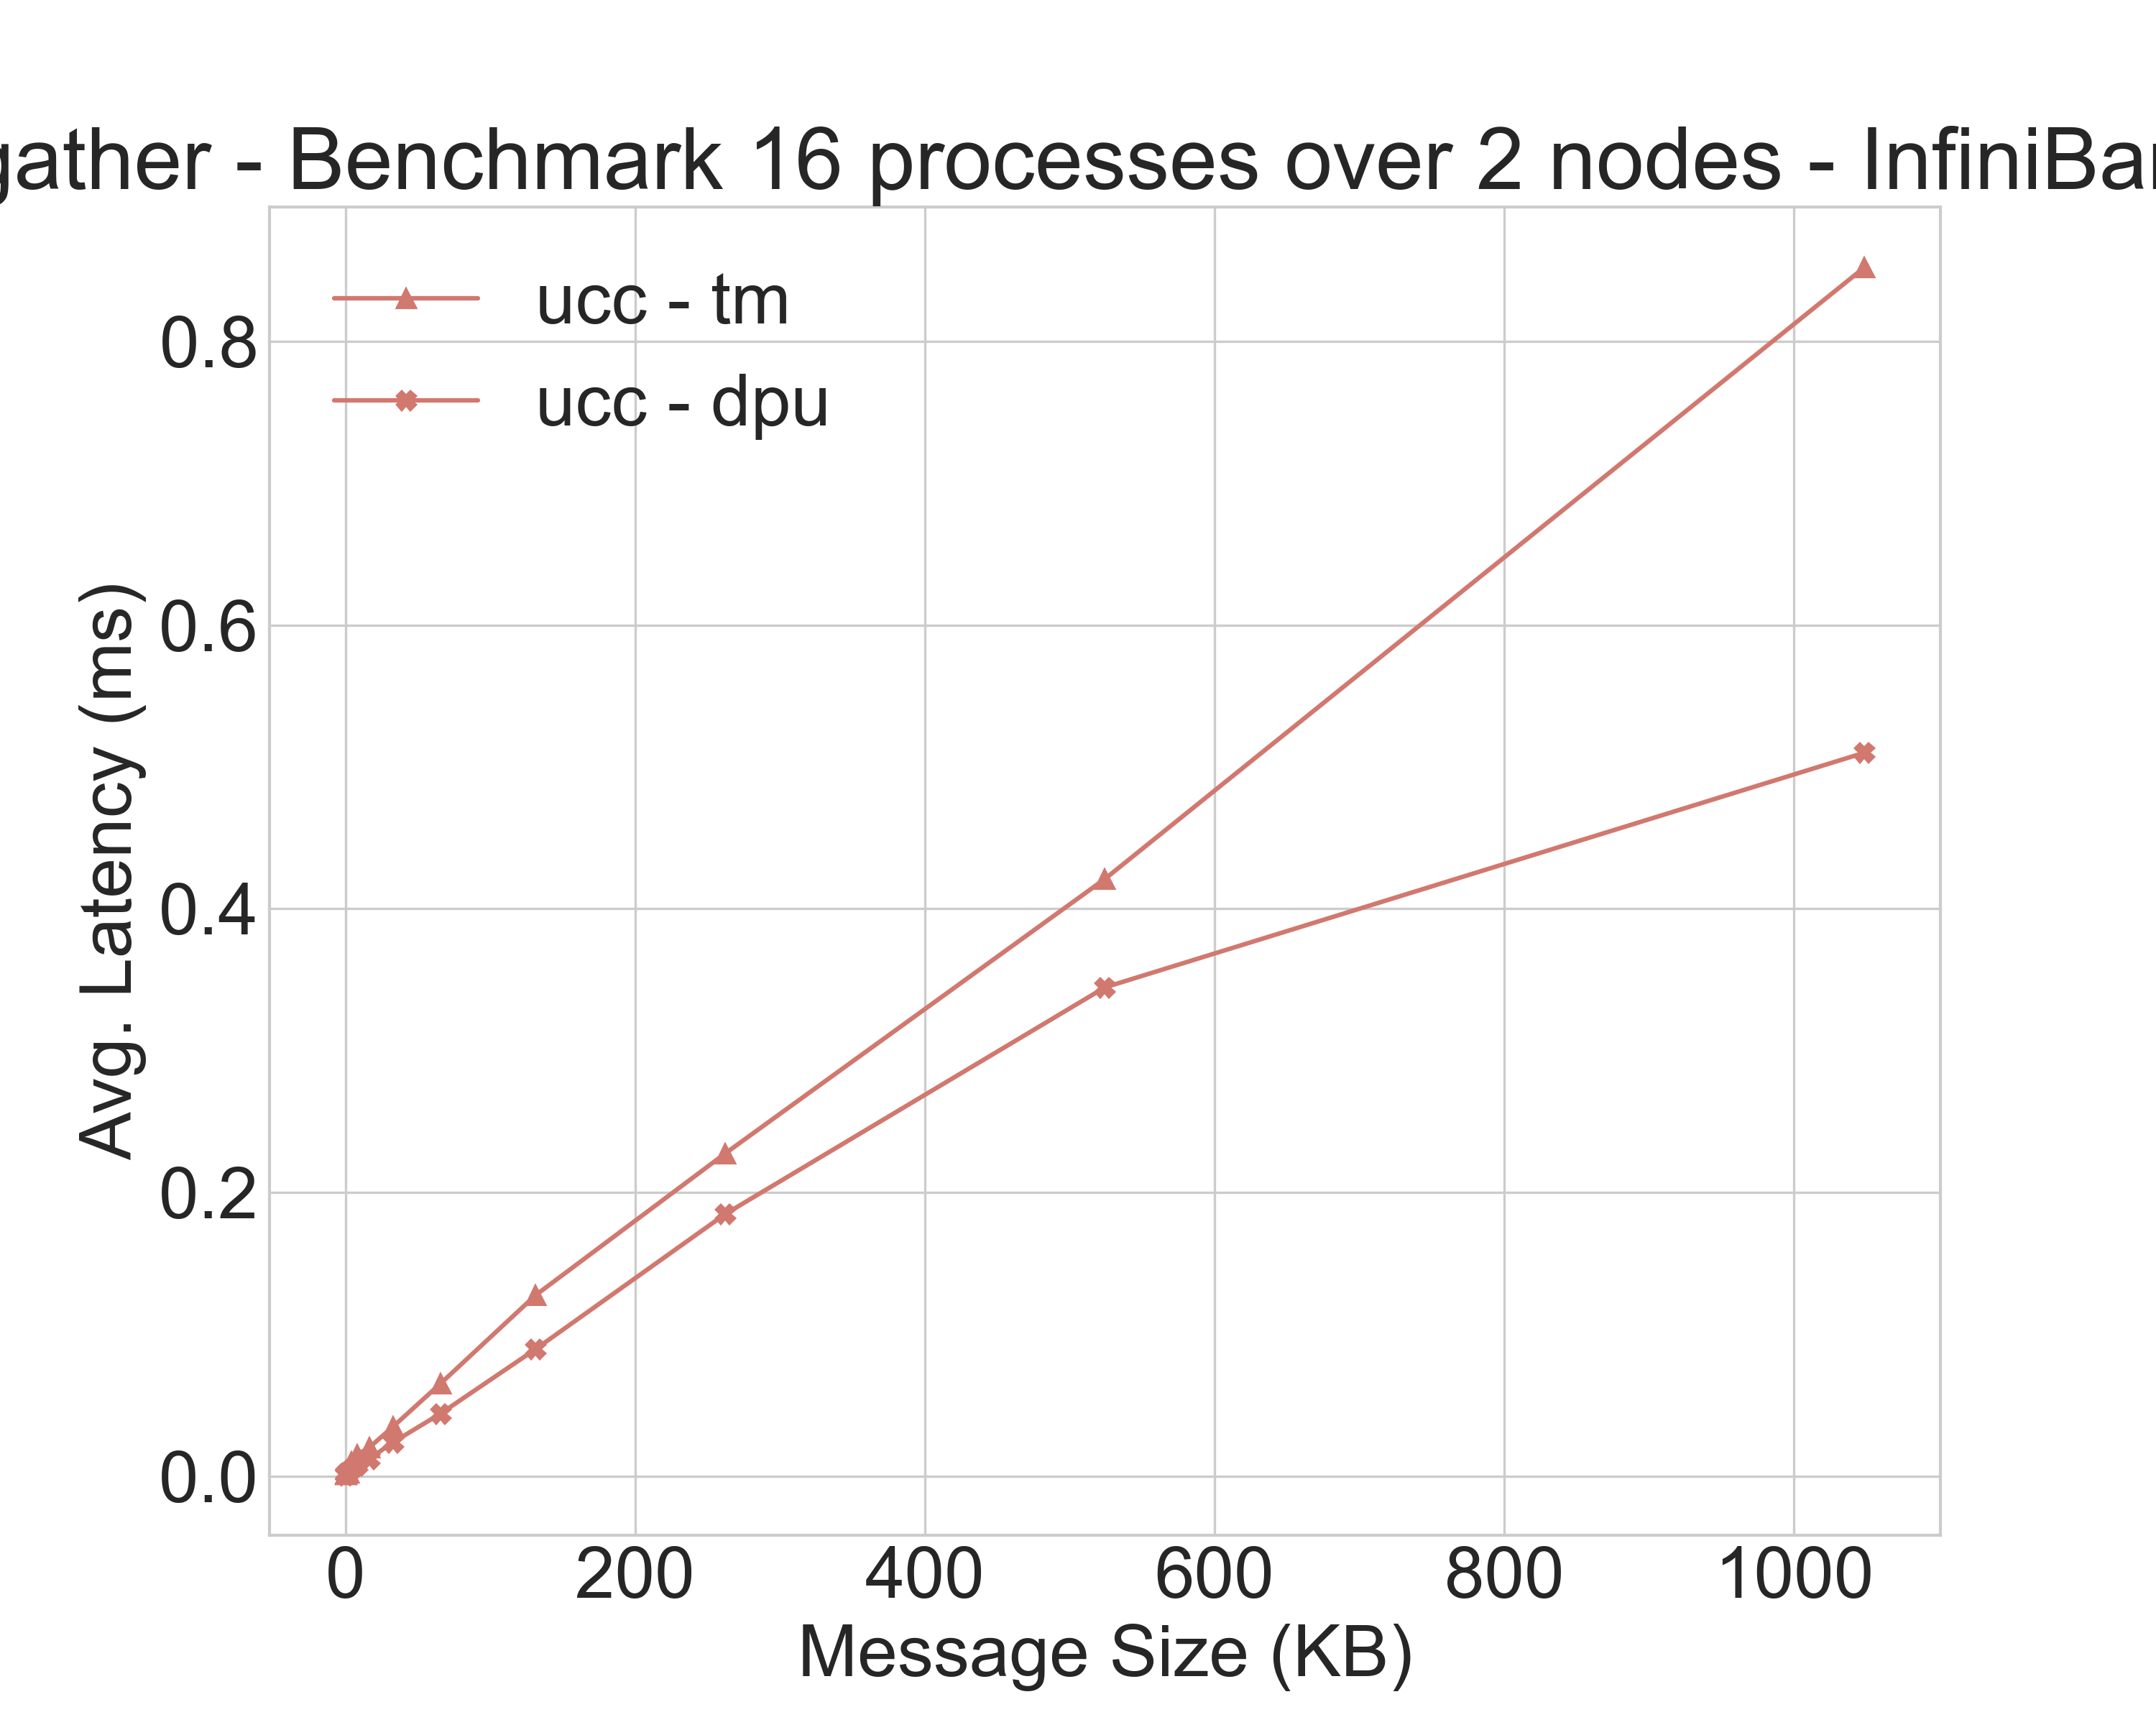 gather - Benchmark 16 processes over 2 nodes - InfiniBan
ucc - tm
ucc - dpu
Avg. Latency (ms)
0.8
0.6
0.4
0.2
0.0
0 200 400 600 800 1000
Message Size (KB)